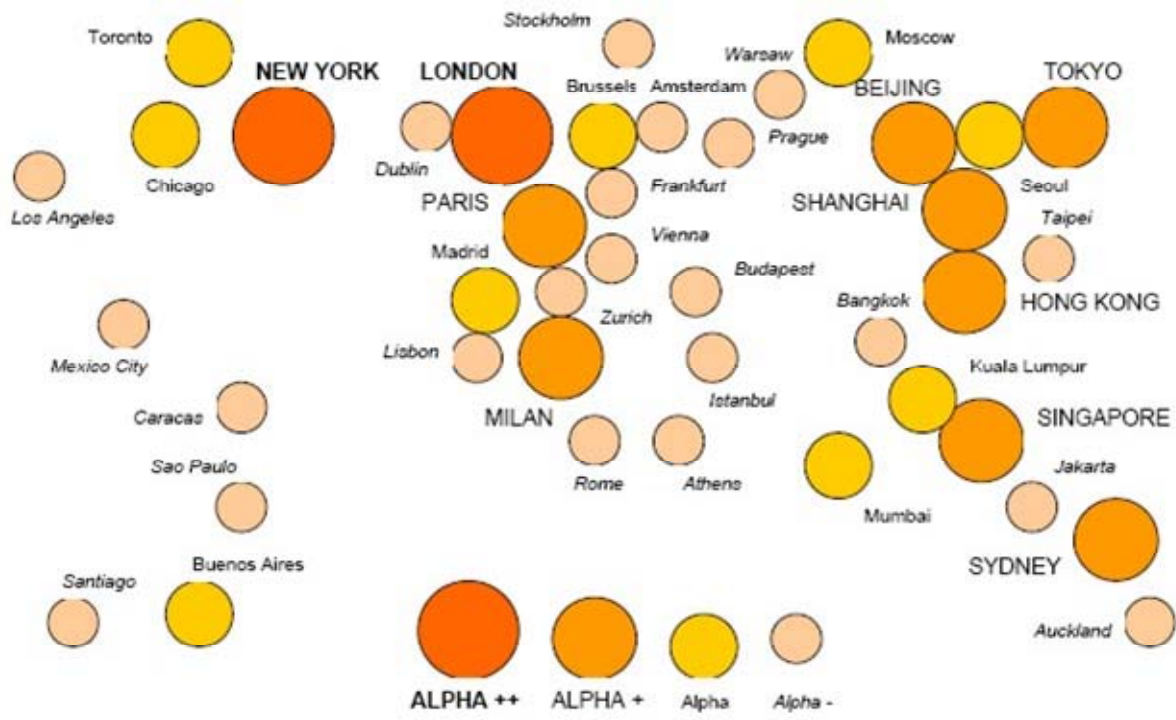 Stockholm
Toronto
Moscow
Warsaw
NEW YORK
LONDON
TOKYO
Brussels
Amsterdam
BEIJING
Prague
Dublin
Chicago
Frankfurt
Seoul
Los Angeles
PARIS
SHANGHAI
Taipei
Vienna
Madrid
Budapest
Bangkok
HONG KONG
Zurich
Lisbon
Mexico City
Kuala Lumpur
Istanbul
Caracas
MILAN
SINGAPORE
Sao Paulo
Jakarta
Rome
Athens
Mumbai
Buenos Aires
SYDNEY
Santiago
Auckland
ALPHA ++
ALPHA +
Alpha
Alpha -